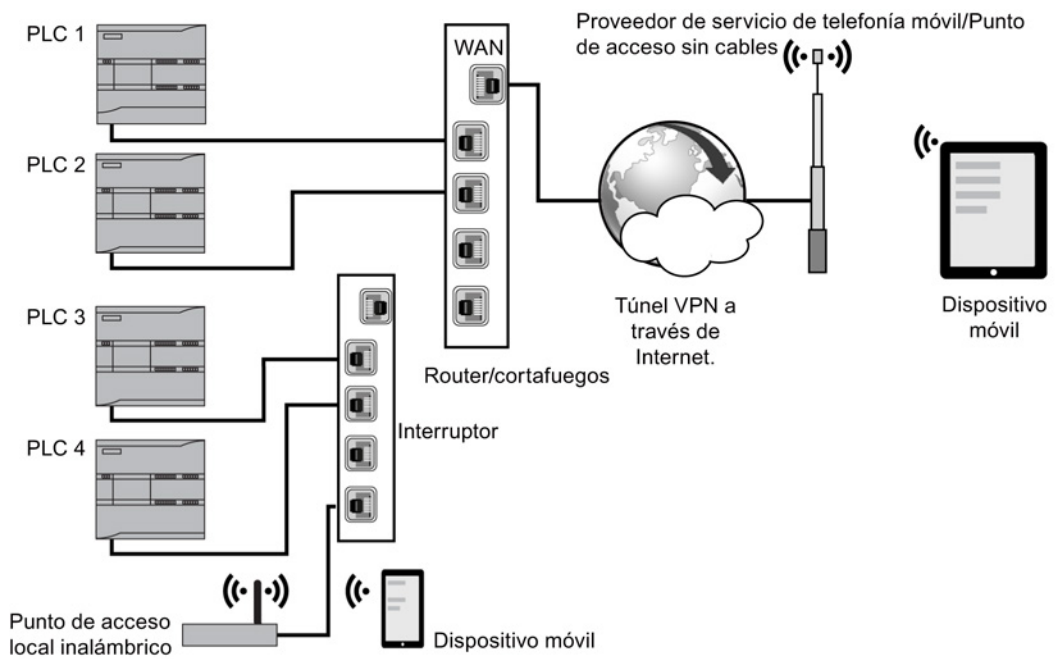 PLC 1
WAN
Proveedor de servicio de telefonía móvil/Punto
de acceso sin cables
PLC 2
PLC 3
Túnel VPN a
través de
Internet.
Dispositivo
móvil
Router/cortafuegos
Interruptor
PLC 4
Punto de acceso
local inalámbrico
Dispositivo móvil